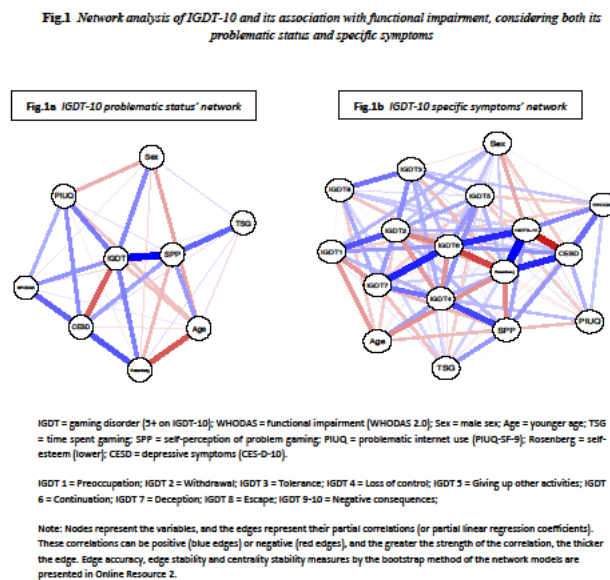 Fig.1 Network analysis of IGDT-10 and its association with functional impairment, considering both its
problematic status and specific symptoms
Fig.1a IGDT-10 problematic status' network
Fig.1b IGDT-10 specific symptoms' network
Sex
PIUQ
TSG
IGDT
SPP
WHODAS
CESD
Age
Rosenberg
Sex
IGDT3
IGDT8
IGDT5
WHODAS
IGDT2
IGDT1
IGDT6
IGDT9-10
CESD
Rosenberg
IGDT7
IGDT4
PIUQ
Age
SPP
TSG
IGDT = gaming disorder (5+ on IGDT-10); WHODAS = functional impairment (WHODAS 2.0); Sex = male sex; Age = younger age; TSG
= time spent gaming; SPP = self-perception of problem gaming; PIUQ = problematic internet use (PIUQ-SF-9); Rosenberg = self-
esteem (lower); CESD = depressive symptoms (CES-D-10).
IGDT 1 = Preoccupation; IGDT 2 = Withdrawal; IGDT 3 = Tolerance; IGDT 4 = Loss of control; IGDT 5 = Giving up other activities; IGDT
6 = Continuation; IGDT 7 = Deception; IGDT 8 = Escape; IGDT 9-10 = Negative consequences;
Note: Nodes represent the variables, and the edges represent their partial correlations (or partial linear regression coefficients).
These correlations can be positive (blue edges) or negative (red edges), and the greater the strength of the correlation, the thicker
the edge. Edge accuracy, edge stability and centrality stability measures by the bootstrap method of the network models are
presented in Online Resource 2.